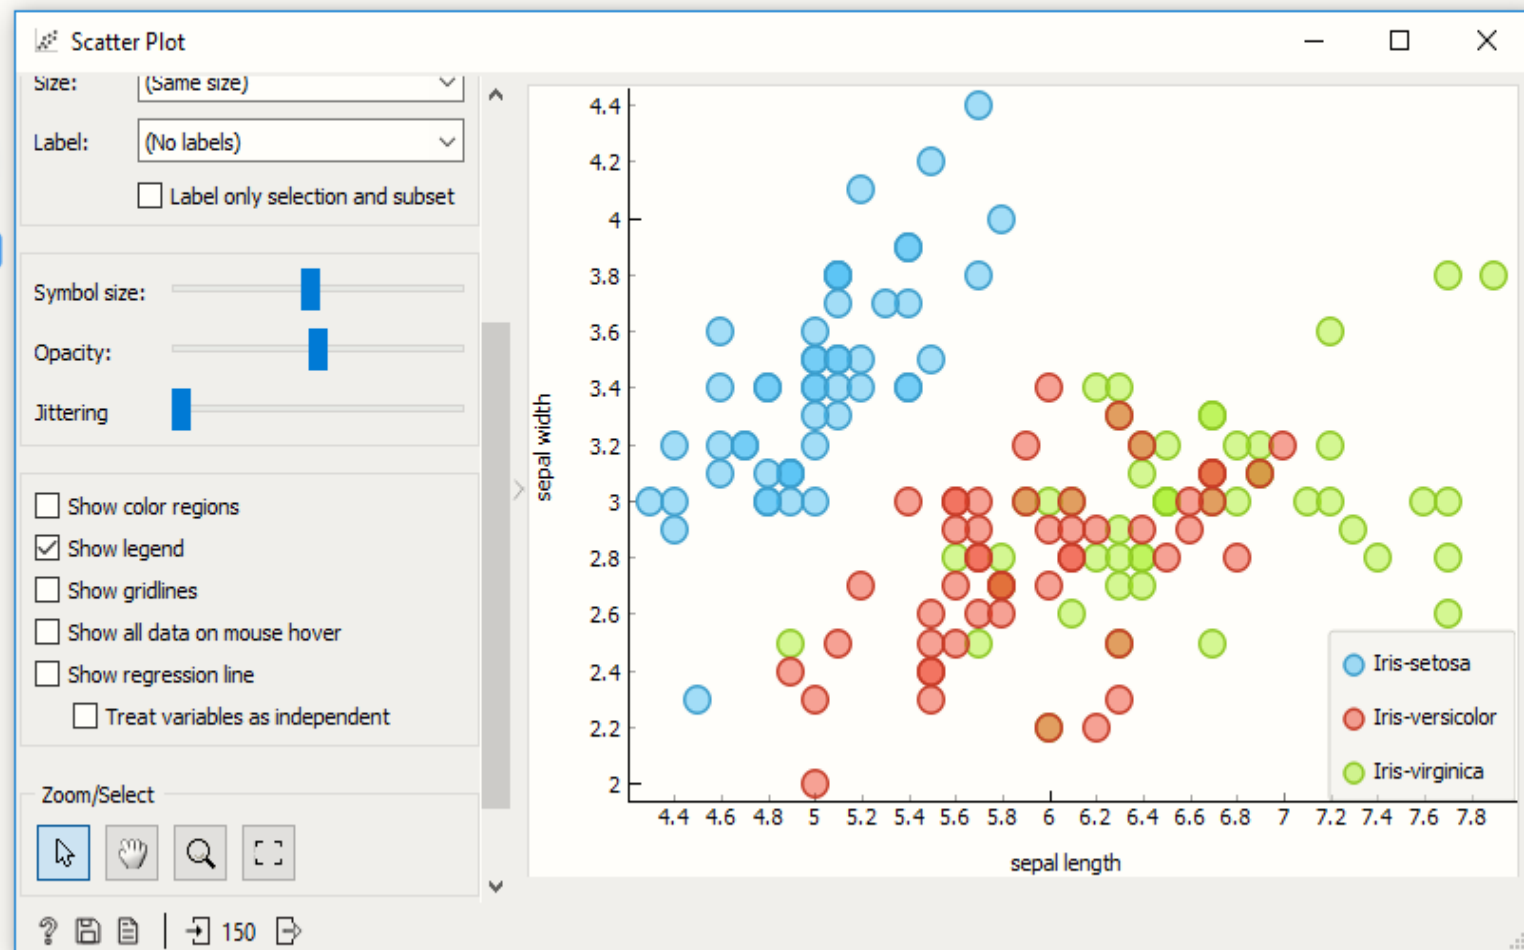 Scatter Plot
Size: (Same size)
Label: (No labels)
Label only selection and subset
Symbol size:
Opacity:
Jittering
Show color regions
Show legend
Show gridlines
Show all data on mouse hover
Show regression line
Treat variables as independent
Zoom/Select
? 150
4.4
4.2
4
3.8
3.6
3.4
3.2
3
2.8
2.6
2.4
2.2
2
sepal width
4.4 4.6 4.8 5 5.2 5.4 5.6 5.8 6 6.2 6.4 6.6 6.8 7 7.2 7.4 7.6 7.8
sepal length
Iris-setosa
Iris-versicolor
Iris-virginica